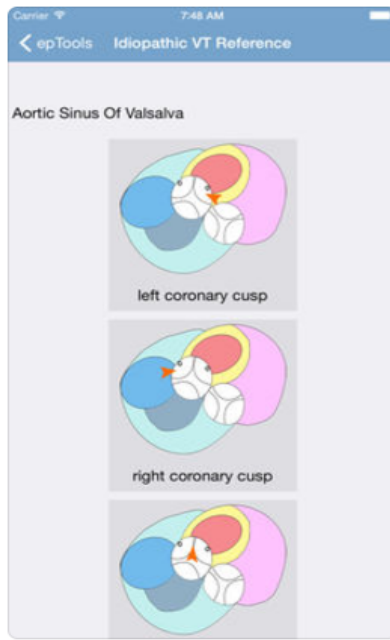 Carrier 7:48 AM
epTools Idiopathic VT Reference
Aortic Sinus Of Valsalva
left coronary cusp
right coronary cusp